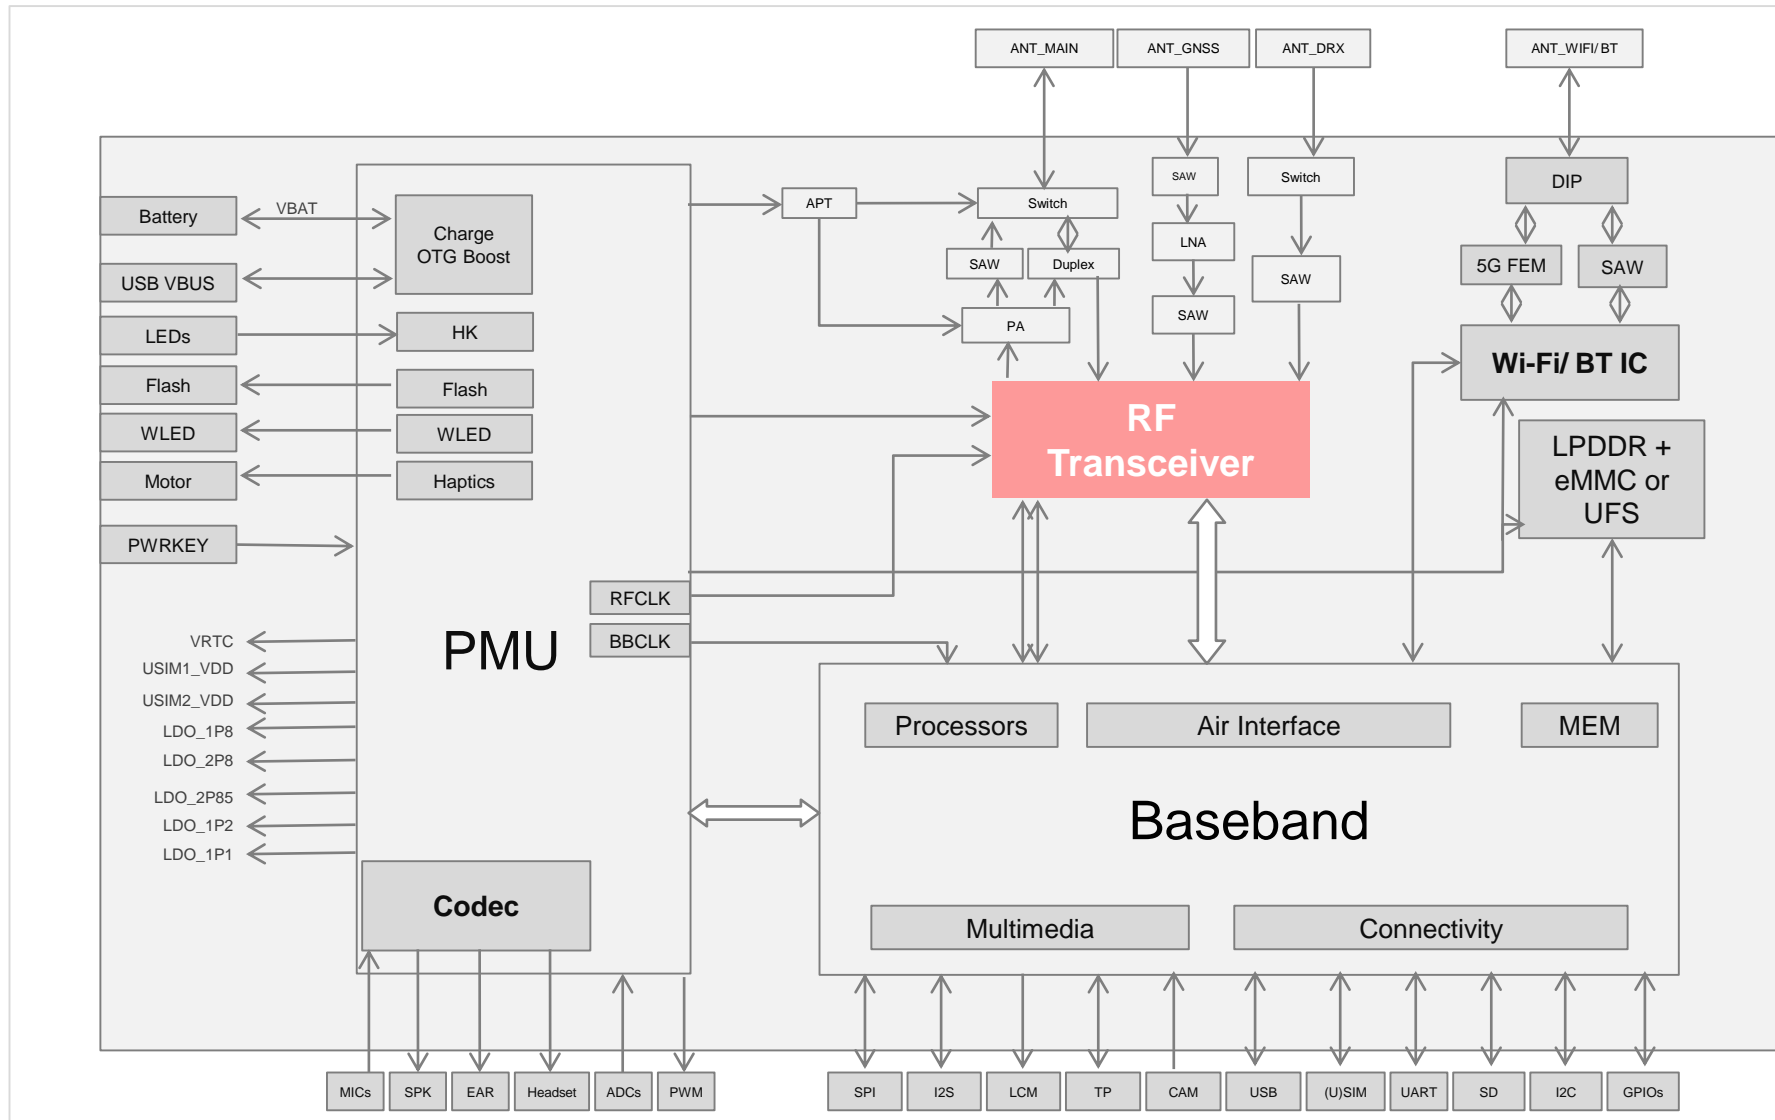 ANT_MAIN
ANT_GNSS
ANT_DRX
ANT_WIFI/ BT
Battery
VBAT
Charge
OTG Boost
USB VBUS
LEDs
HK
Flash
Flash
WLED
WLED
Motor
Haptics
PWRKEY
APT
Switch
SAW
Duplex
PA
SAW
LNA
SAW
Switch
SAW
DIP
5G FEM
SAW
Wi-Fi/ BT IC
RF
Transceiver
LPDDR +
eMMC or
UFS
RFCLK
BBCLK
PMU
VRTC
USIM1_VDD
USIM2_VDD
LDO_1P8
LDO_2P8
LDO_2P85
LDO_1P2
LDO_1P1
Processors
Air Interface
MEM
Baseband
Codec
Multimedia
Connectivity
MICs
SPK
EAR
Headset
ADCs
PWM
SPI
I2S
LCM
TP
CAM
USB
(U)SIM
UART
SD
I2C
GPIOs